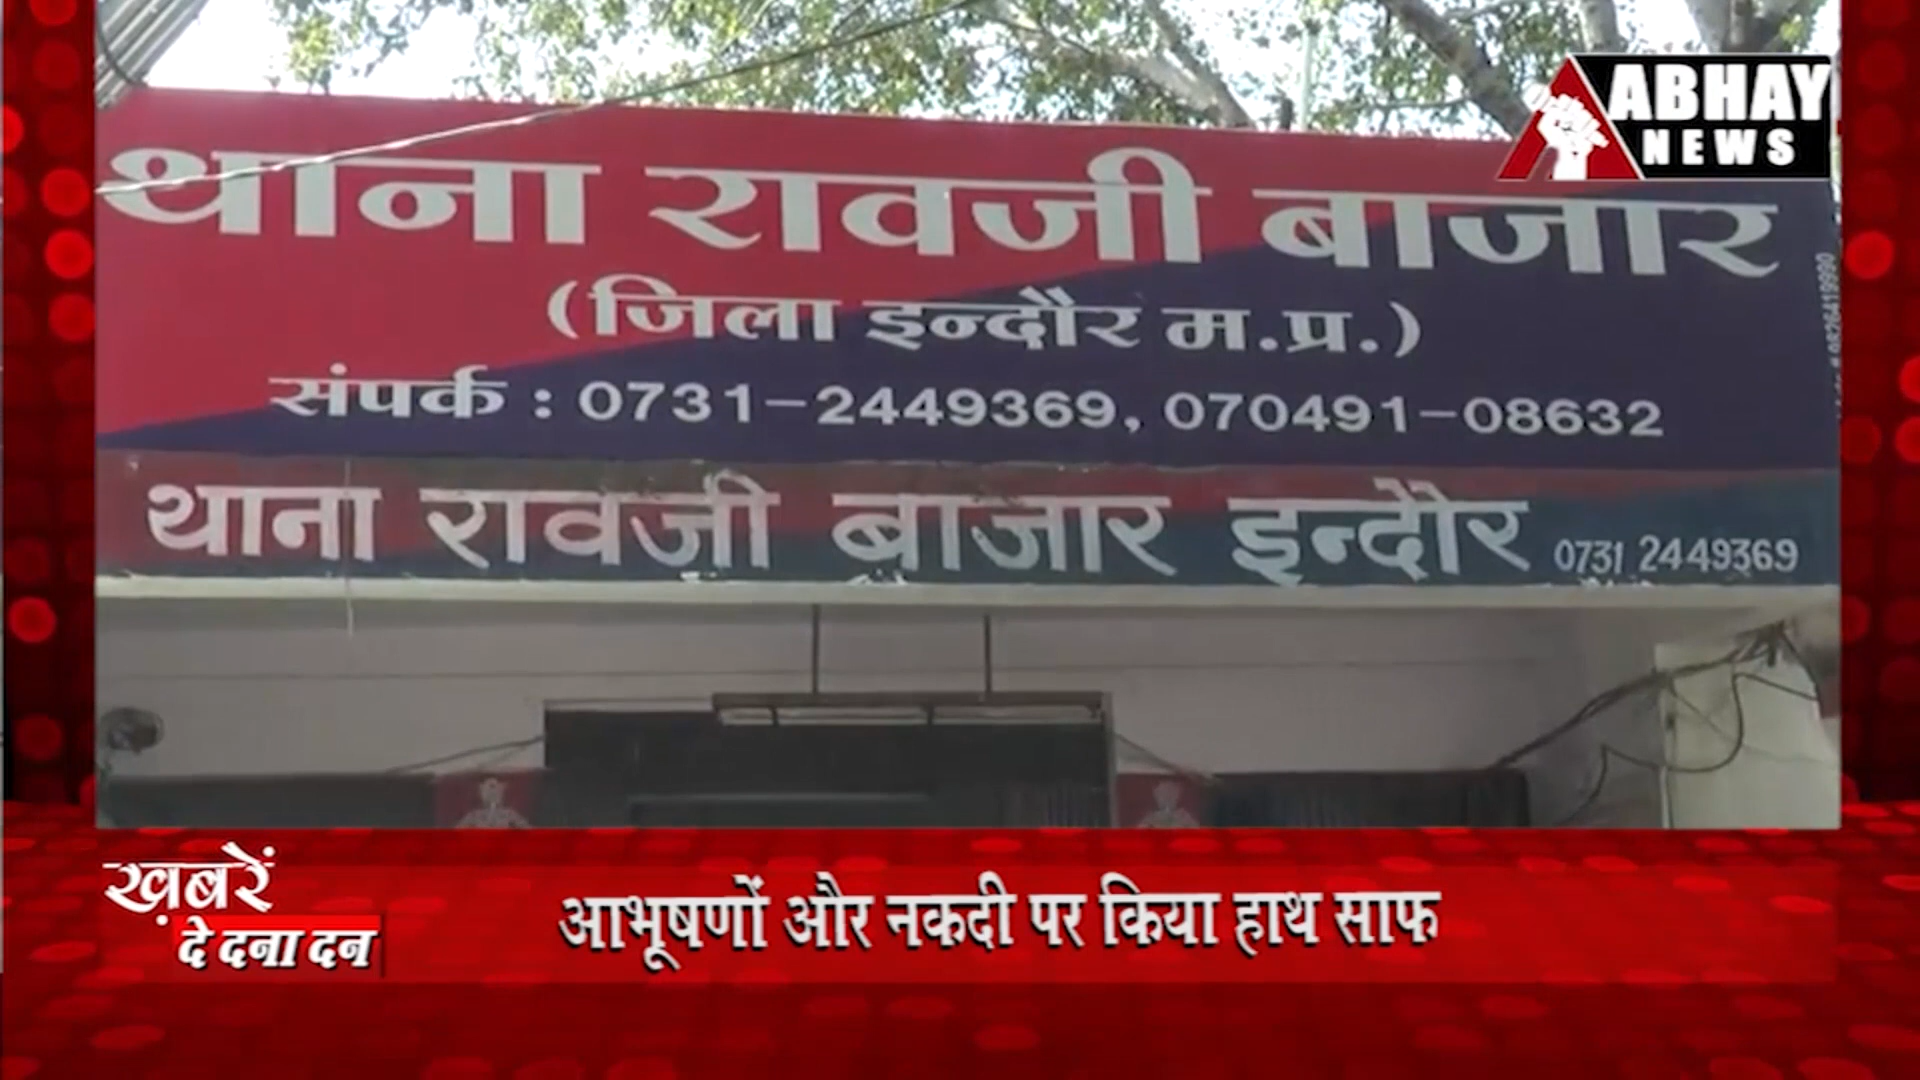 ABHAY
NEWS
थाना रावजी बाजार
(जिला इन्दौर म.प्र.)
संपर्क : 0731-2449369, 070491-08632
थाना रावजी बाजार इन्दौर 0731 2449369
ख़बरें
दे दना दन
आभूषणों और नकदी पर किया हाथ साफ